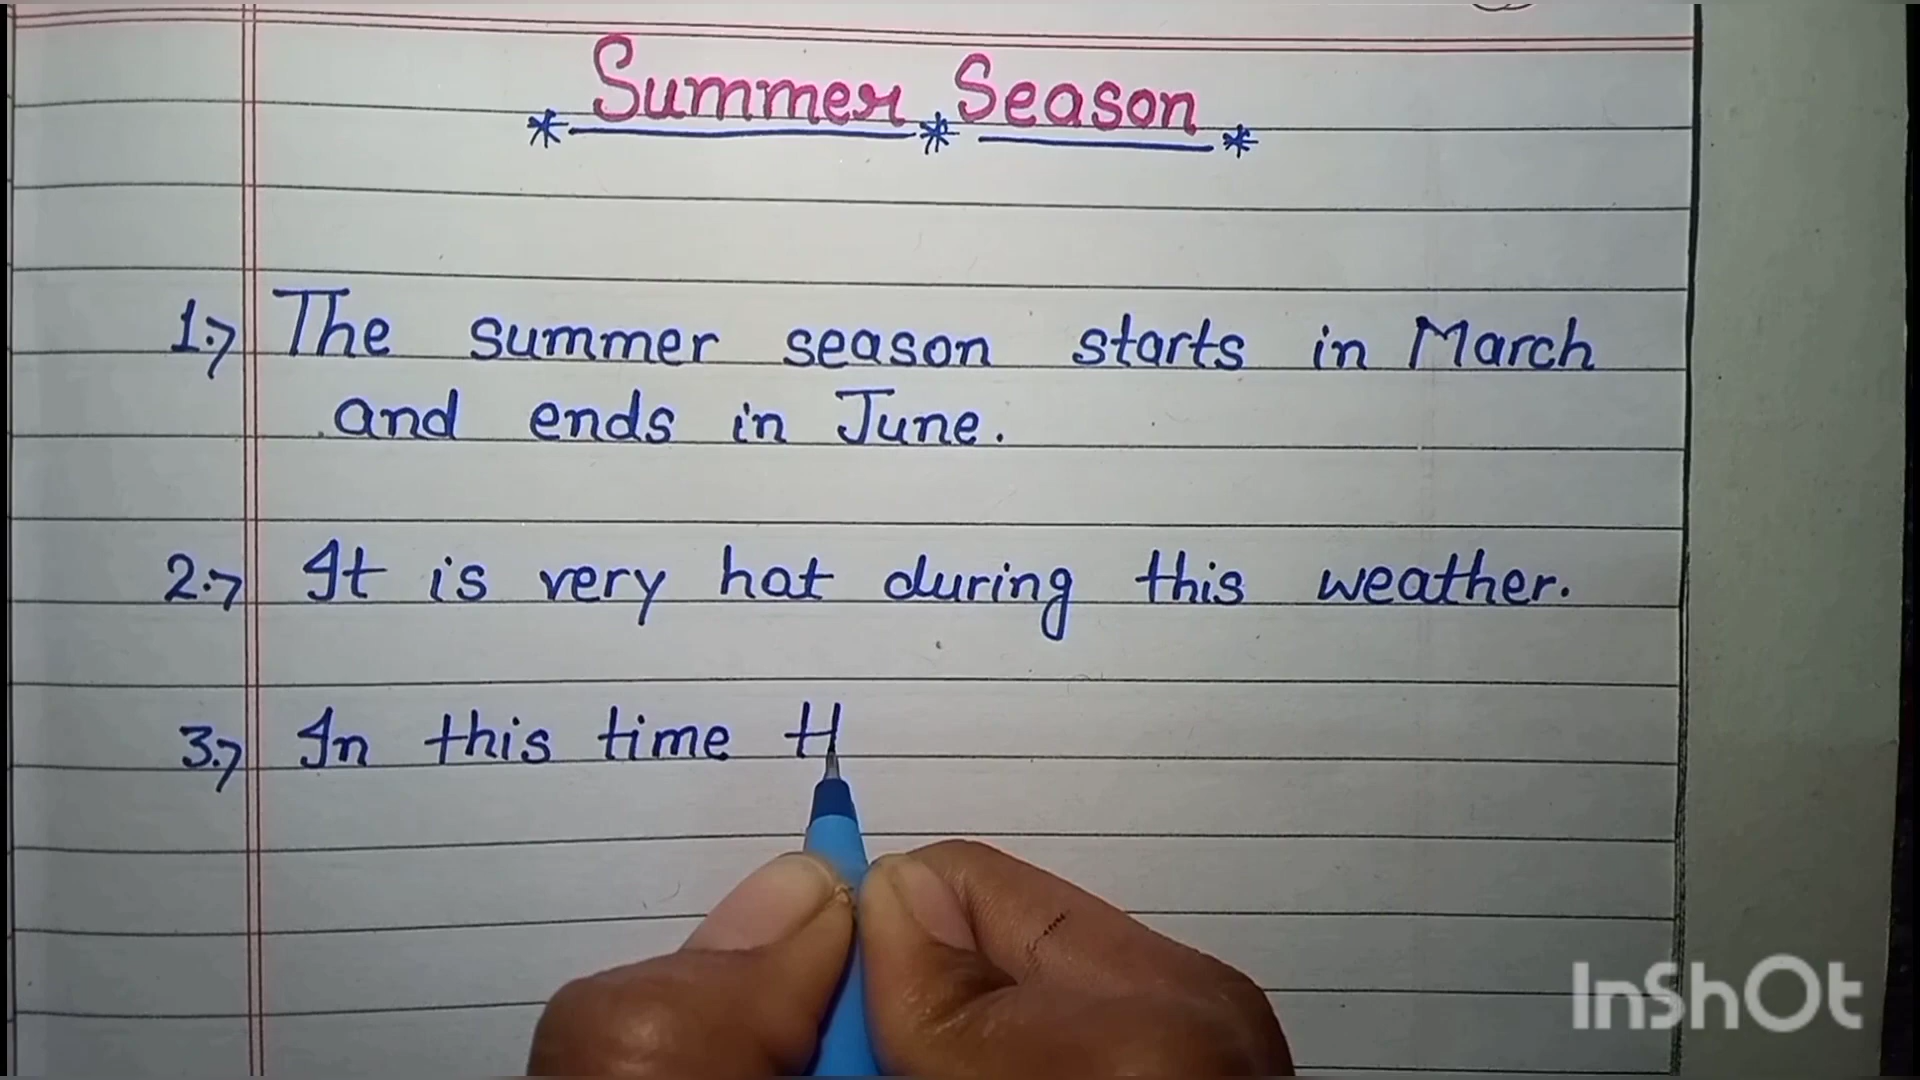 Summer Season
1.> The summer season starts in March
and ends in June.
2.> It is very hot during this weather.
3.> In this time
InShOt